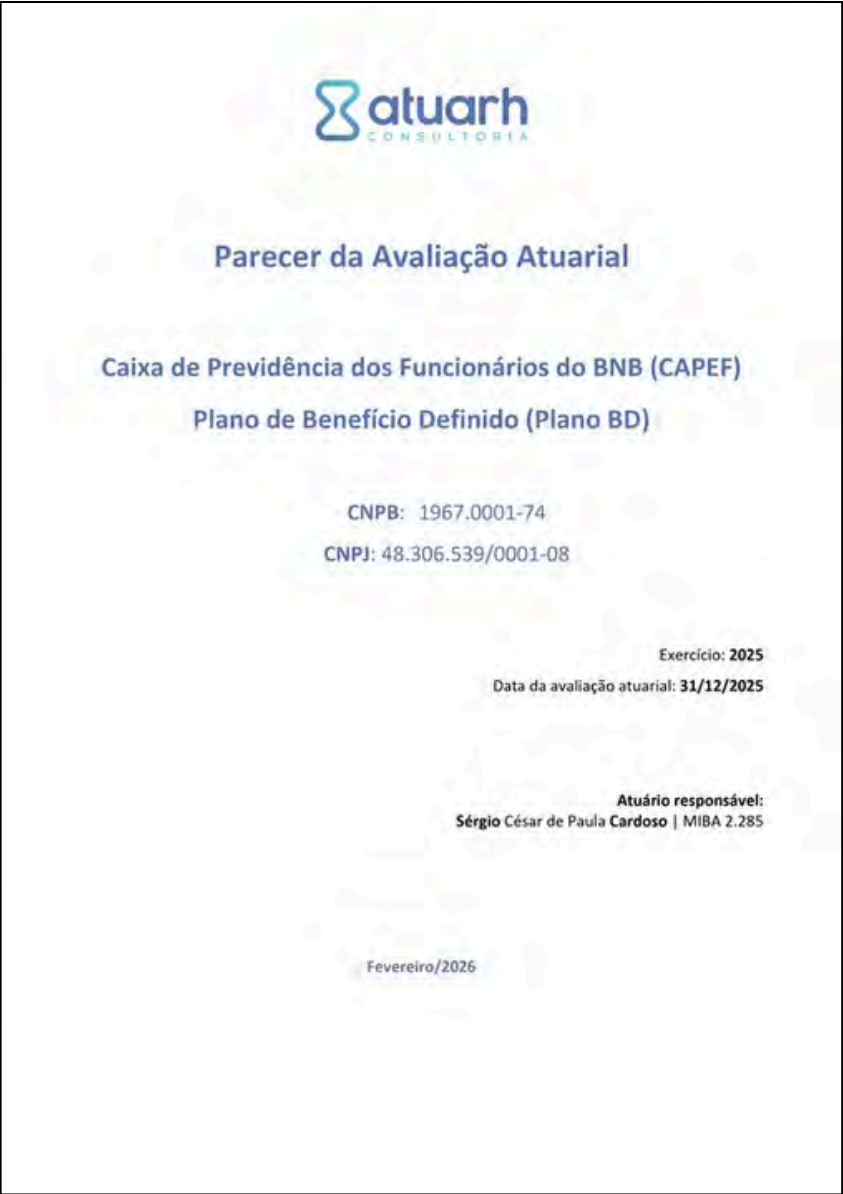 atuarh
CONSULTORIA
Parecer da Avaliação Atuarial
Caixa de Previdência dos Funcionários do BNB (CAPEF)
Plano de Benefício Definido (Plano BD)
CNPB: 1967.0001-74
CNPJ: 48.306.539/0001-08
Exercício: 2025
Data da avaliação atuarial: 31/12/2025
Atuário responsável:
Sérgio César de Paula Cardoso | MIBA 2.285
Fevereiro/2026